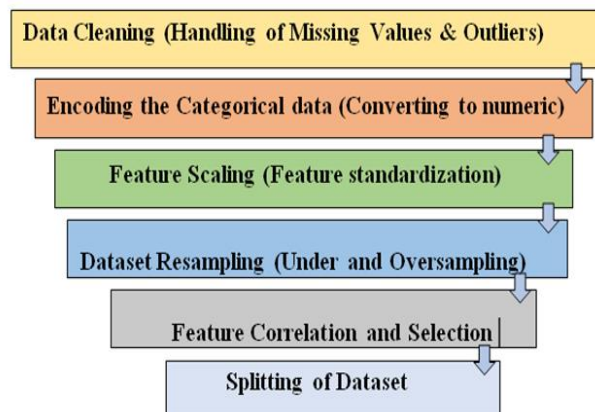 Data Cleaning (Handling of Missing Values & Outliers)
Encoding the Categorical data (Converting to numeric)
Feature Scaling (Feature standardization)
Dataset Resampling (Under and Oversampling)
Feature Correlation and Selection
Splitting of Dataset